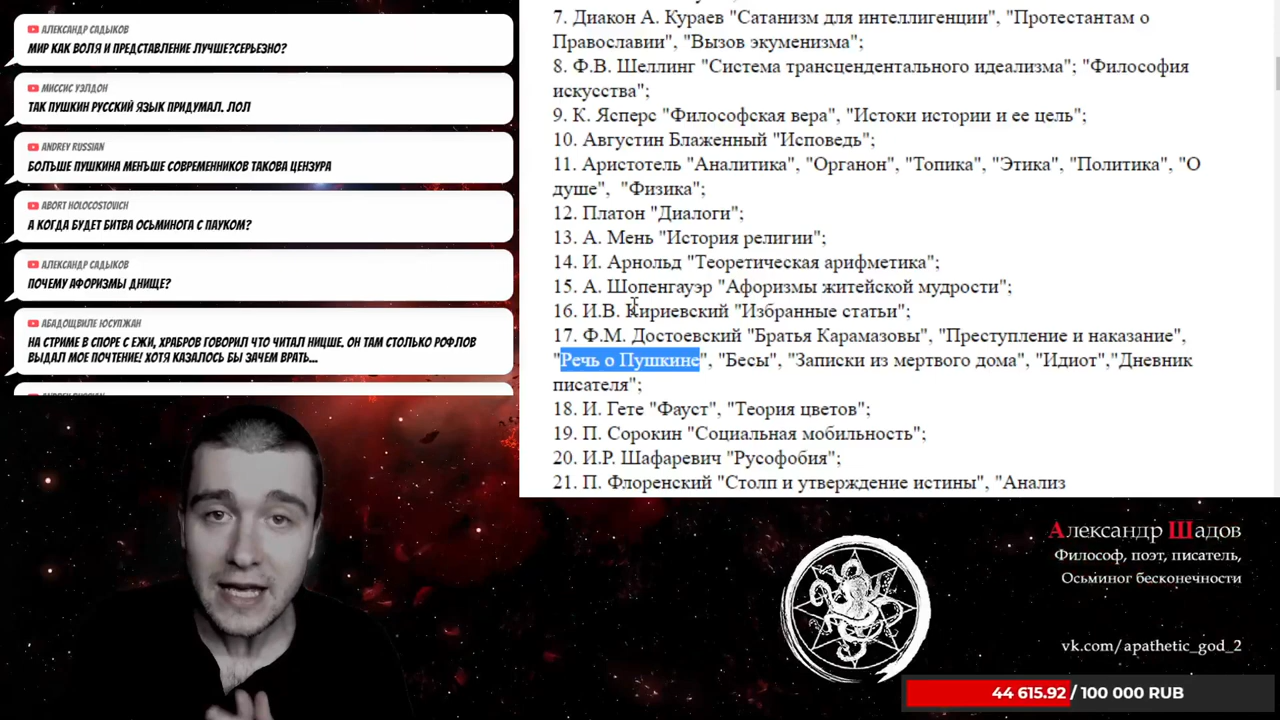 АЛЕКСАНДР САДЫКОВ
МИР КАК ВОЛЯ И ПРЕДСТАВЛЕНИЕ ЛУЧШЕ?СЕРЬЕЗНО?
МИССИС УЭЛДОН
ТАК ПУШКИН РУССКИЙ ЯЗЫК ПРИДУМАЛ. ЛОЛ
ANDREY RUSSIAN
БОЛЬШЕ ПУШКИНА МЕНЬШЕ СОВРЕМЕННИКОВ ТАКОВА ЦЕНЗУРА
ABORT HOLOCOSTOVICH
А КОГДА БУДЕТ БИТВА ОСЬМИНОГА С ПАУКОМ?
АЛЕКСАНДР САДЫКОВ
ПОЧЕМУ АФОРИЗМЫ ДНИЩЕ?
АБАДОЩВИЛЕ ЮСУПЖАН
НА СТРИМЕ В СПОРЕ С ЕЖИ, ХРАБРОВ ГОВОРИЛ ЧТО ЧИТАЛ НИЦШЕ. ОН ТАМ СТОЛЬКО РОФЛОВ
ВЫДАЛ МОЕ ПОЧТЕНИЕ! ХОТЯ КАЗАЛОСЬ БЫ ЗАЧЕМ ВРАТЬ...
7. Диакон А. Кураев "Сатанизм для интеллигенции", "Протестантам о
Православии", "Вызов экуменизма";
8. Ф.В. Шеллинг "Система трансцендентального идеализма"; "Философия
искусства";
9. К. Ясперс "Философская вера", "Истоки истории и ее цель";
10. Августин Блаженный "Исповедь";
11. Аристотель "Аналитика", "Органон", "Топика", "Этика", "Политика", "О
душе", "Физика";
12. Платон "Диалоги";
13. А. Мень "История религии";
14. И. Арнольд "Теоретическая арифметика";
15. А. Шопенгауэр "Афоризмы житейской мудрости";
16. И.В. Кириевский "Избранные статьи";
17. Ф.М. Достоевский "Братья Карамазовы", "Преступление и наказание",
"Речь о Пушкине", "Бесы", "Записки из мертвого дома", "Идиот","Дневник
писателя";
18. И. Гете "Фауст", "Теория цветов";
19. П. Сорокин "Социальная мобильность";
20. И.Р. Шафаревич "Русофобия";
21. П. Флоренский "Столп и утверждение истины", "Анализ
Александр Шадов
Философ, поэт, писатель,
Осьминог бесконечности
vk.com/apathetic_god_2
44 615.92 / 100 000 RUB